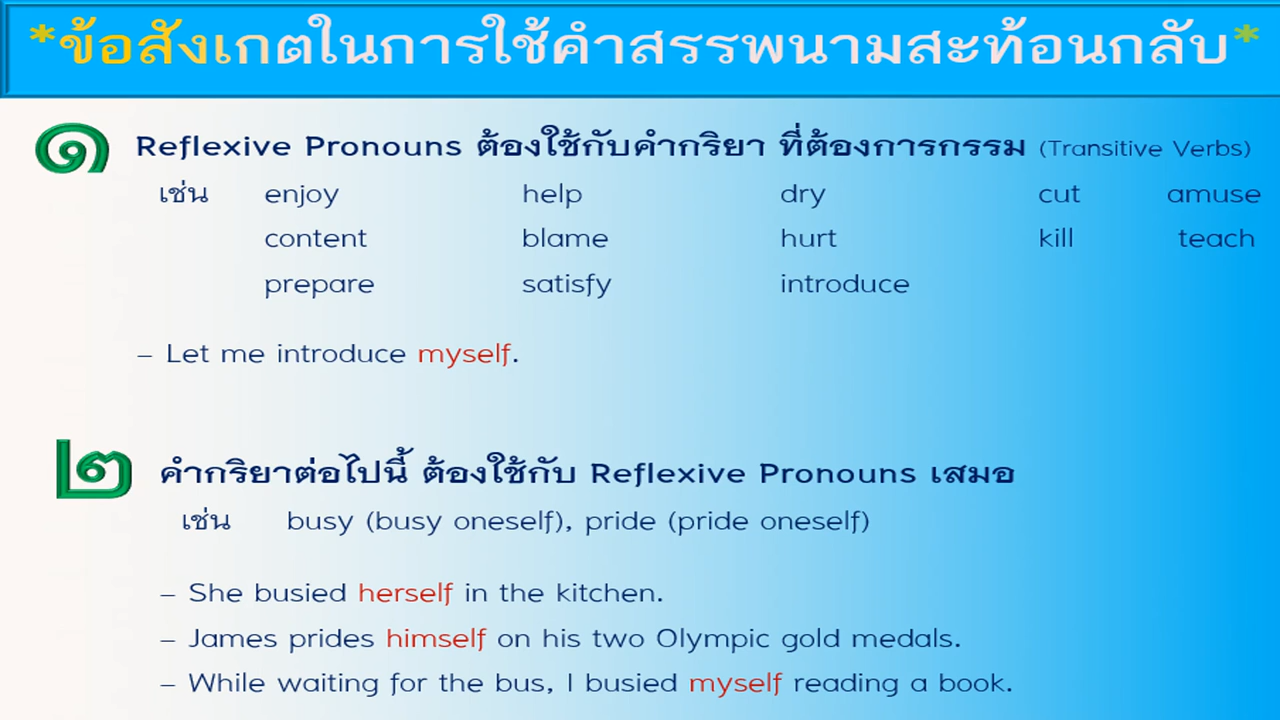 *ข้อสังเกตในการใช้คำสรรพนามสะท้อนกลับ*
๑ Reflexive Pronouns ต้องใช้กับคำกริยา ที่ต้องการกรรม (Transitive Verbs)
เช่น enjoy help dry cut amuse
content blame hurt kill teach
prepare satisfy introduce
– Let me introduce myself.
๒ คำกริยาต่อไปนี้ ต้องใช้กับ Reflexive Pronouns เสมอ
เช่น busy (busy oneself), pride (pride oneself)
– She busied herself in the kitchen.
– James prides himself on his two Olympic gold medals.
– While waiting for the bus, I busied myself reading a book.